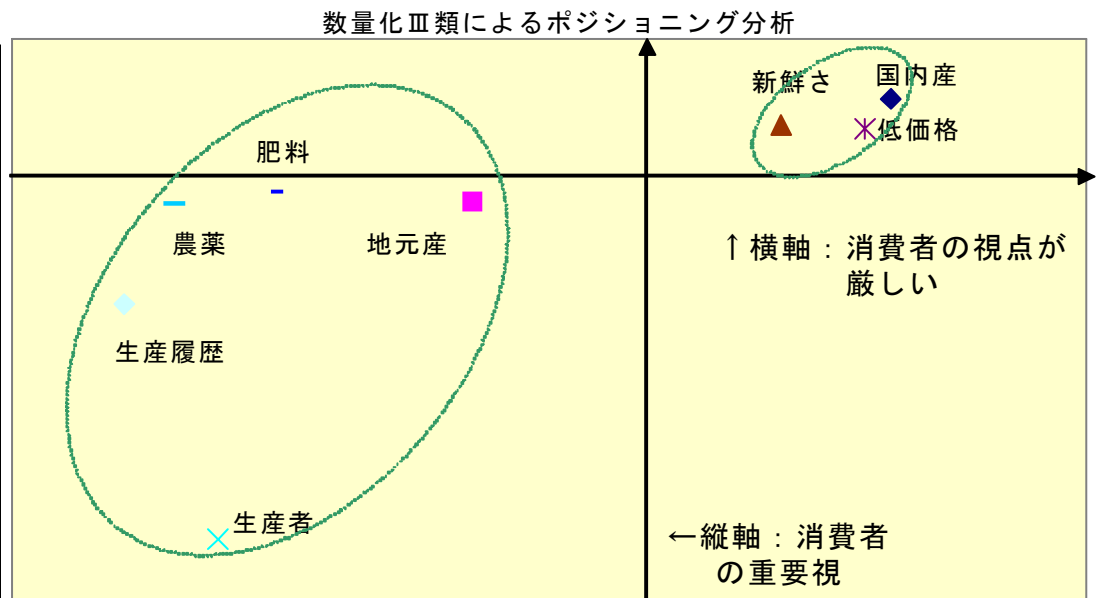 数量化Ⅲ類によるポジショニング分析
新鮮さ
国内産
低価格
肥料
農薬
地元産
↑横軸：消費者の視点が
厳しい
生産履歴
生産者
←縦軸：消費者
の重要視